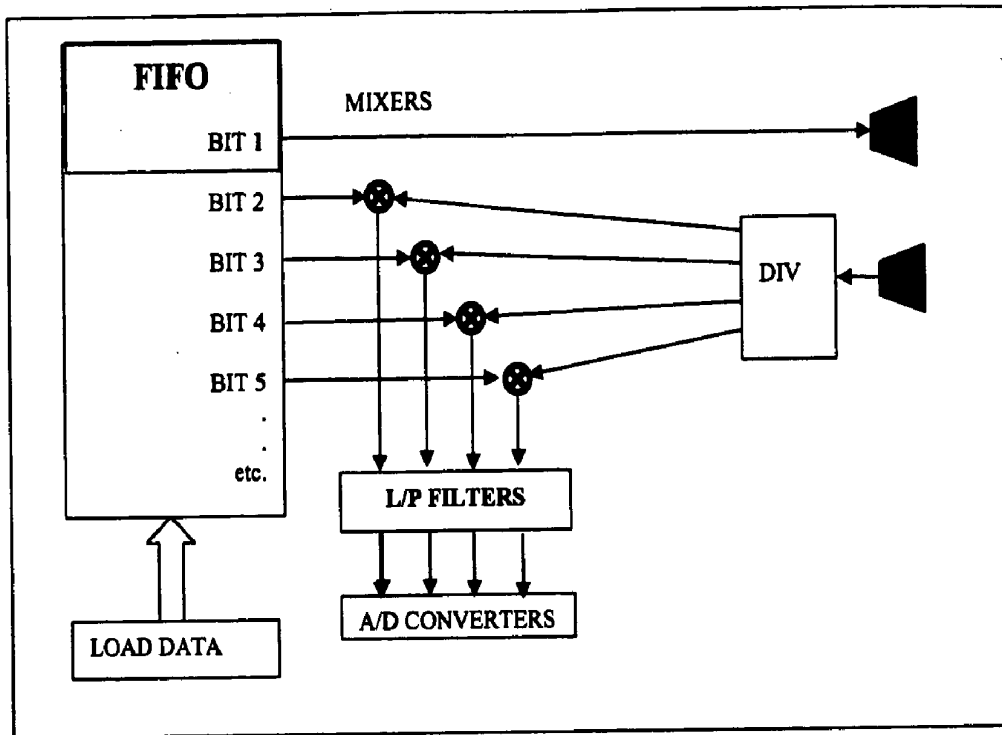 FIFO
MIXERS
BIT 1
BIT 2
BIT 3
BIT 4
BIT 5
.
.
etc.
DIV
L/P FILTERS
A/D CONVERTERS
LOAD DATA